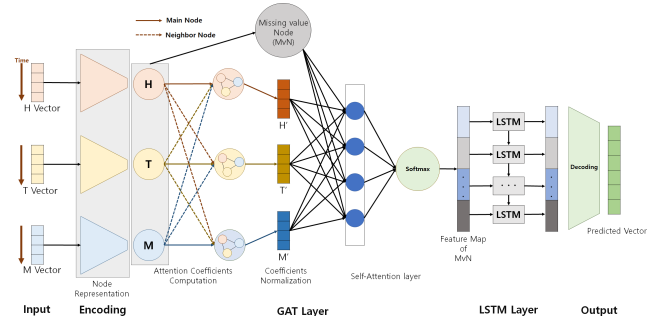 Main Node
Neighbor Node
Missing value
Node
(MvN)
Time
H Vector
T Vector
M Vector
H
T
M
H'
T'
M'
Node
Representation
Attention Coefficients
Computation
Coefficients
Normalization
Self-Attention layer
Softmax
LSTM
LSTM
. . .
LSTM
Feature Map
of
MvN
Decoding
Predicted Vector
Input
Encoding
GAT Layer
LSTM Layer
Output